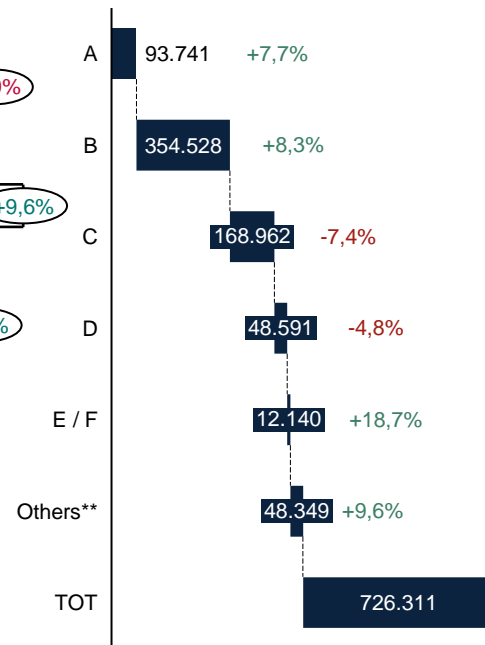 A 93.741 +7,7%
B 354.528 +8,3%
+9,6%
C 168.962 -7,4%
D 48.591 -4,8%
%
E / F 12.140 +18,7%
Others** 48.349 +9,6%
TOT 726.311